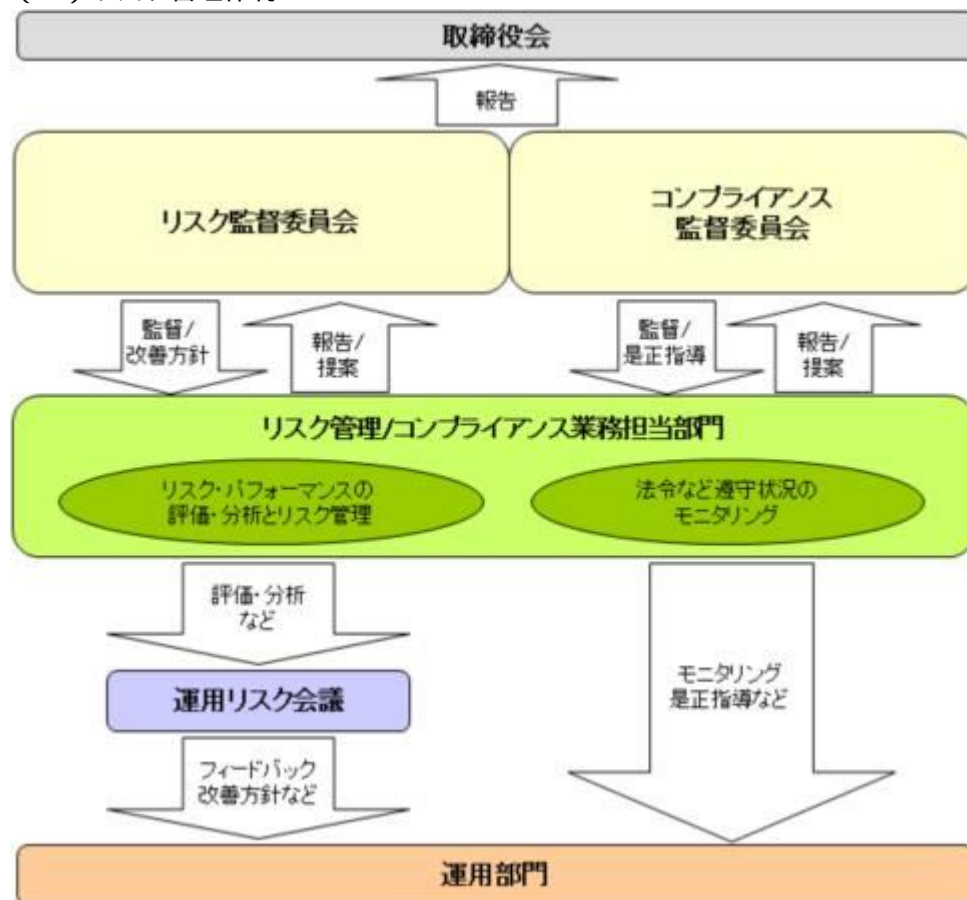 取締役会
報告
リスク監督委員会
コンプライアンス
監督委員会
監督/
改善方針
報告/
提案
監督/
是正指導
報告/
提案
リスク管理/コンプライアンス業務担当部門
リスク・パフォーマンスの
評価・分析とリスク管理
法令など遵守状況の
モニタリング
評価・分析
など
運用リスク会議
モニタリング
是正指導など
フィードバック
改善方針など
運用部門